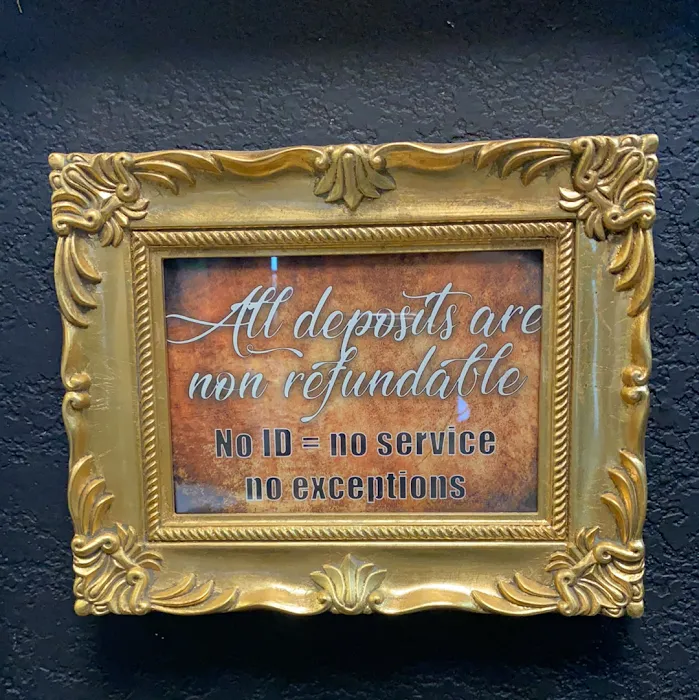 All deposits are
non refundable
No ID = no service
no exceptions